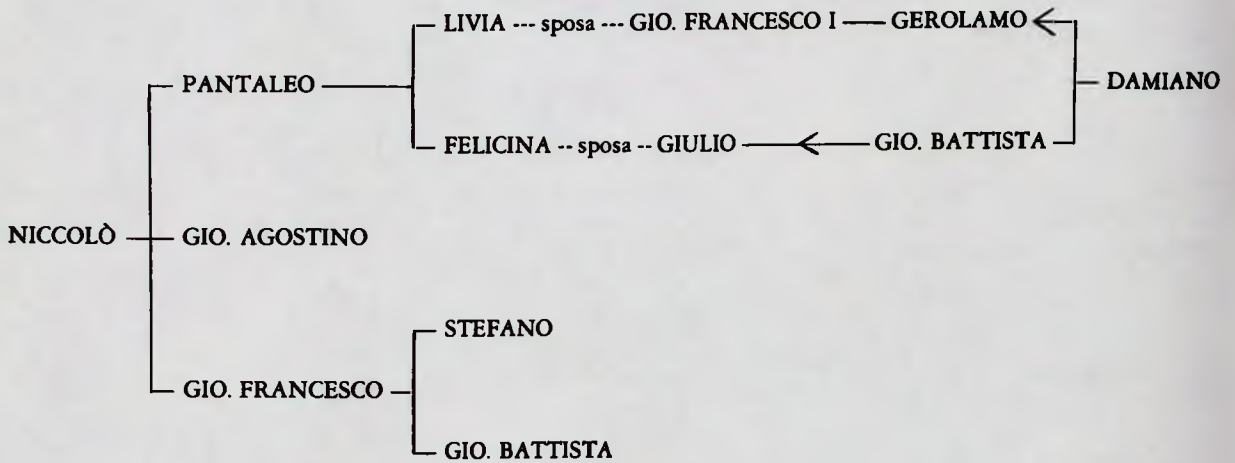 LIVIA --- sposa --- GIO. FRANCESCO I — GEROLAMO
PANTALEO
DAMIANO
FELICINA -- sposa -- GIULIO — GIO. BATTISTA
NICCOLÒ
GIO. AGOSTINO
STEFANO
GIO. FRANCESCO
GIO. BATTISTA